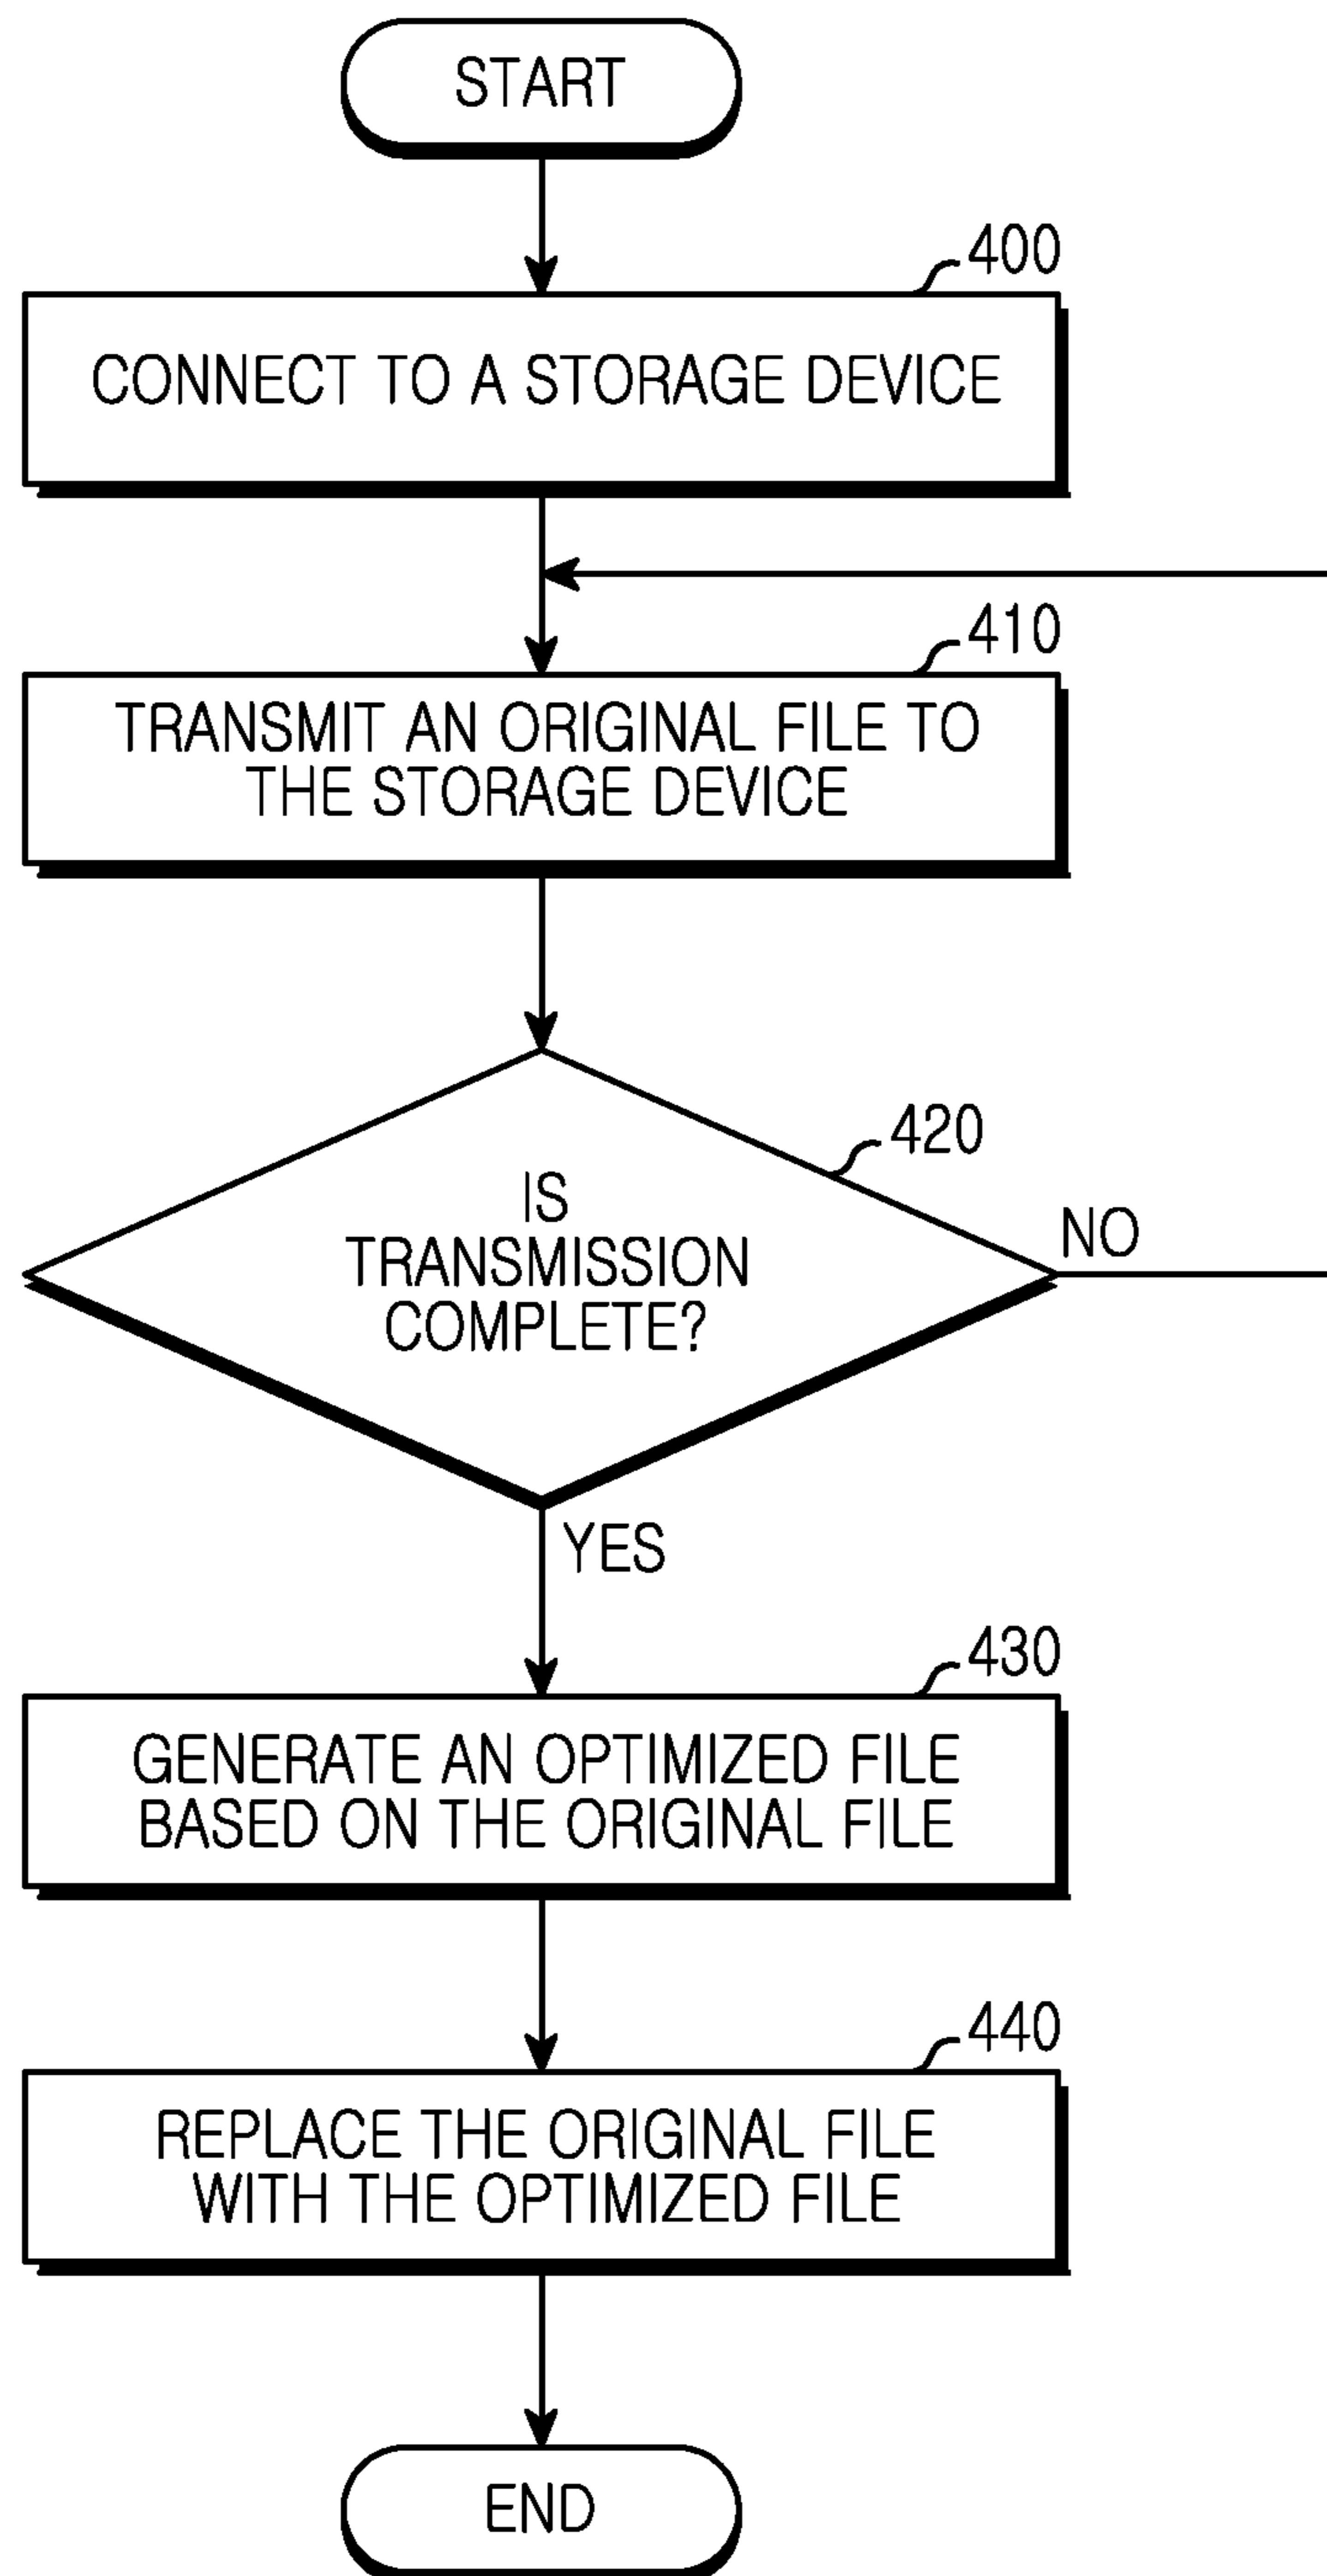 START
400
CONNECT TO A STORAGE DEVICE
410
TRANSMIT AN ORIGINAL FILE TO
THE STORAGE DEVICE
420
IS
TRANSMISSION
COMPLETE?
NO
YES
430
GENERATE AN OPTIMIZED FILE
BASED ON THE ORIGINAL FILE
440
REPLACE THE ORIGINAL FILE
WITH THE OPTIMIZED FILE
END